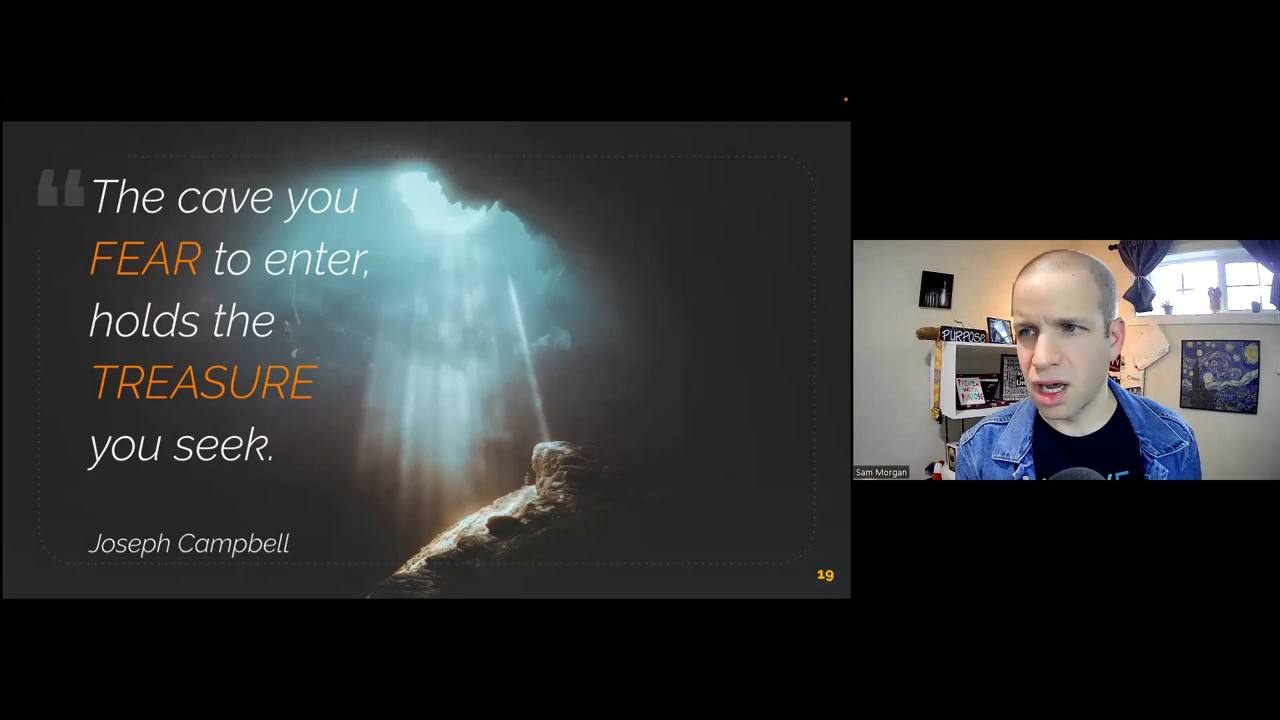 “
The cave you
FEAR to enter,
holds the
TREASURE
you seek.
Joseph Campbell
19
PURPOSE
Sam Morgan